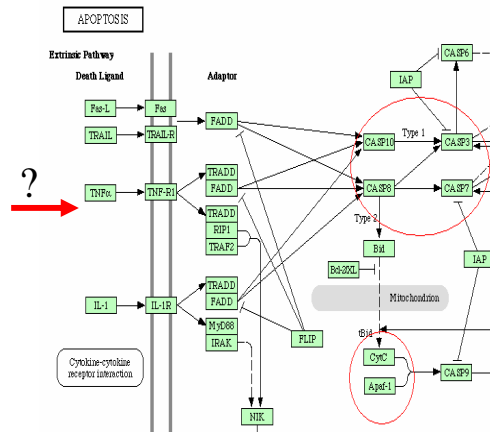 APOPTOSIS
Extrinsic Pathway
Death Ligand
Adaptor
CASP6
IAP
Fas-L
Fas
FADD
TRAIL
TRAIL-R
Type 1
CASP10
CASP3
?
TRADD
FADD
TNFα
TNF-R1
CASP8
CASP7
TRADD
RIP1
TRAF2
Type 2
Bid
IAP
Bcl-2/XL
TRADD
FADD
Mitochondrion
IL-1
IL-1R
MyD88
IRAK
FLIP
tBid
CytC
Cytokine-cytokine
receptor interaction
Apaf-1
CASP9
NIK